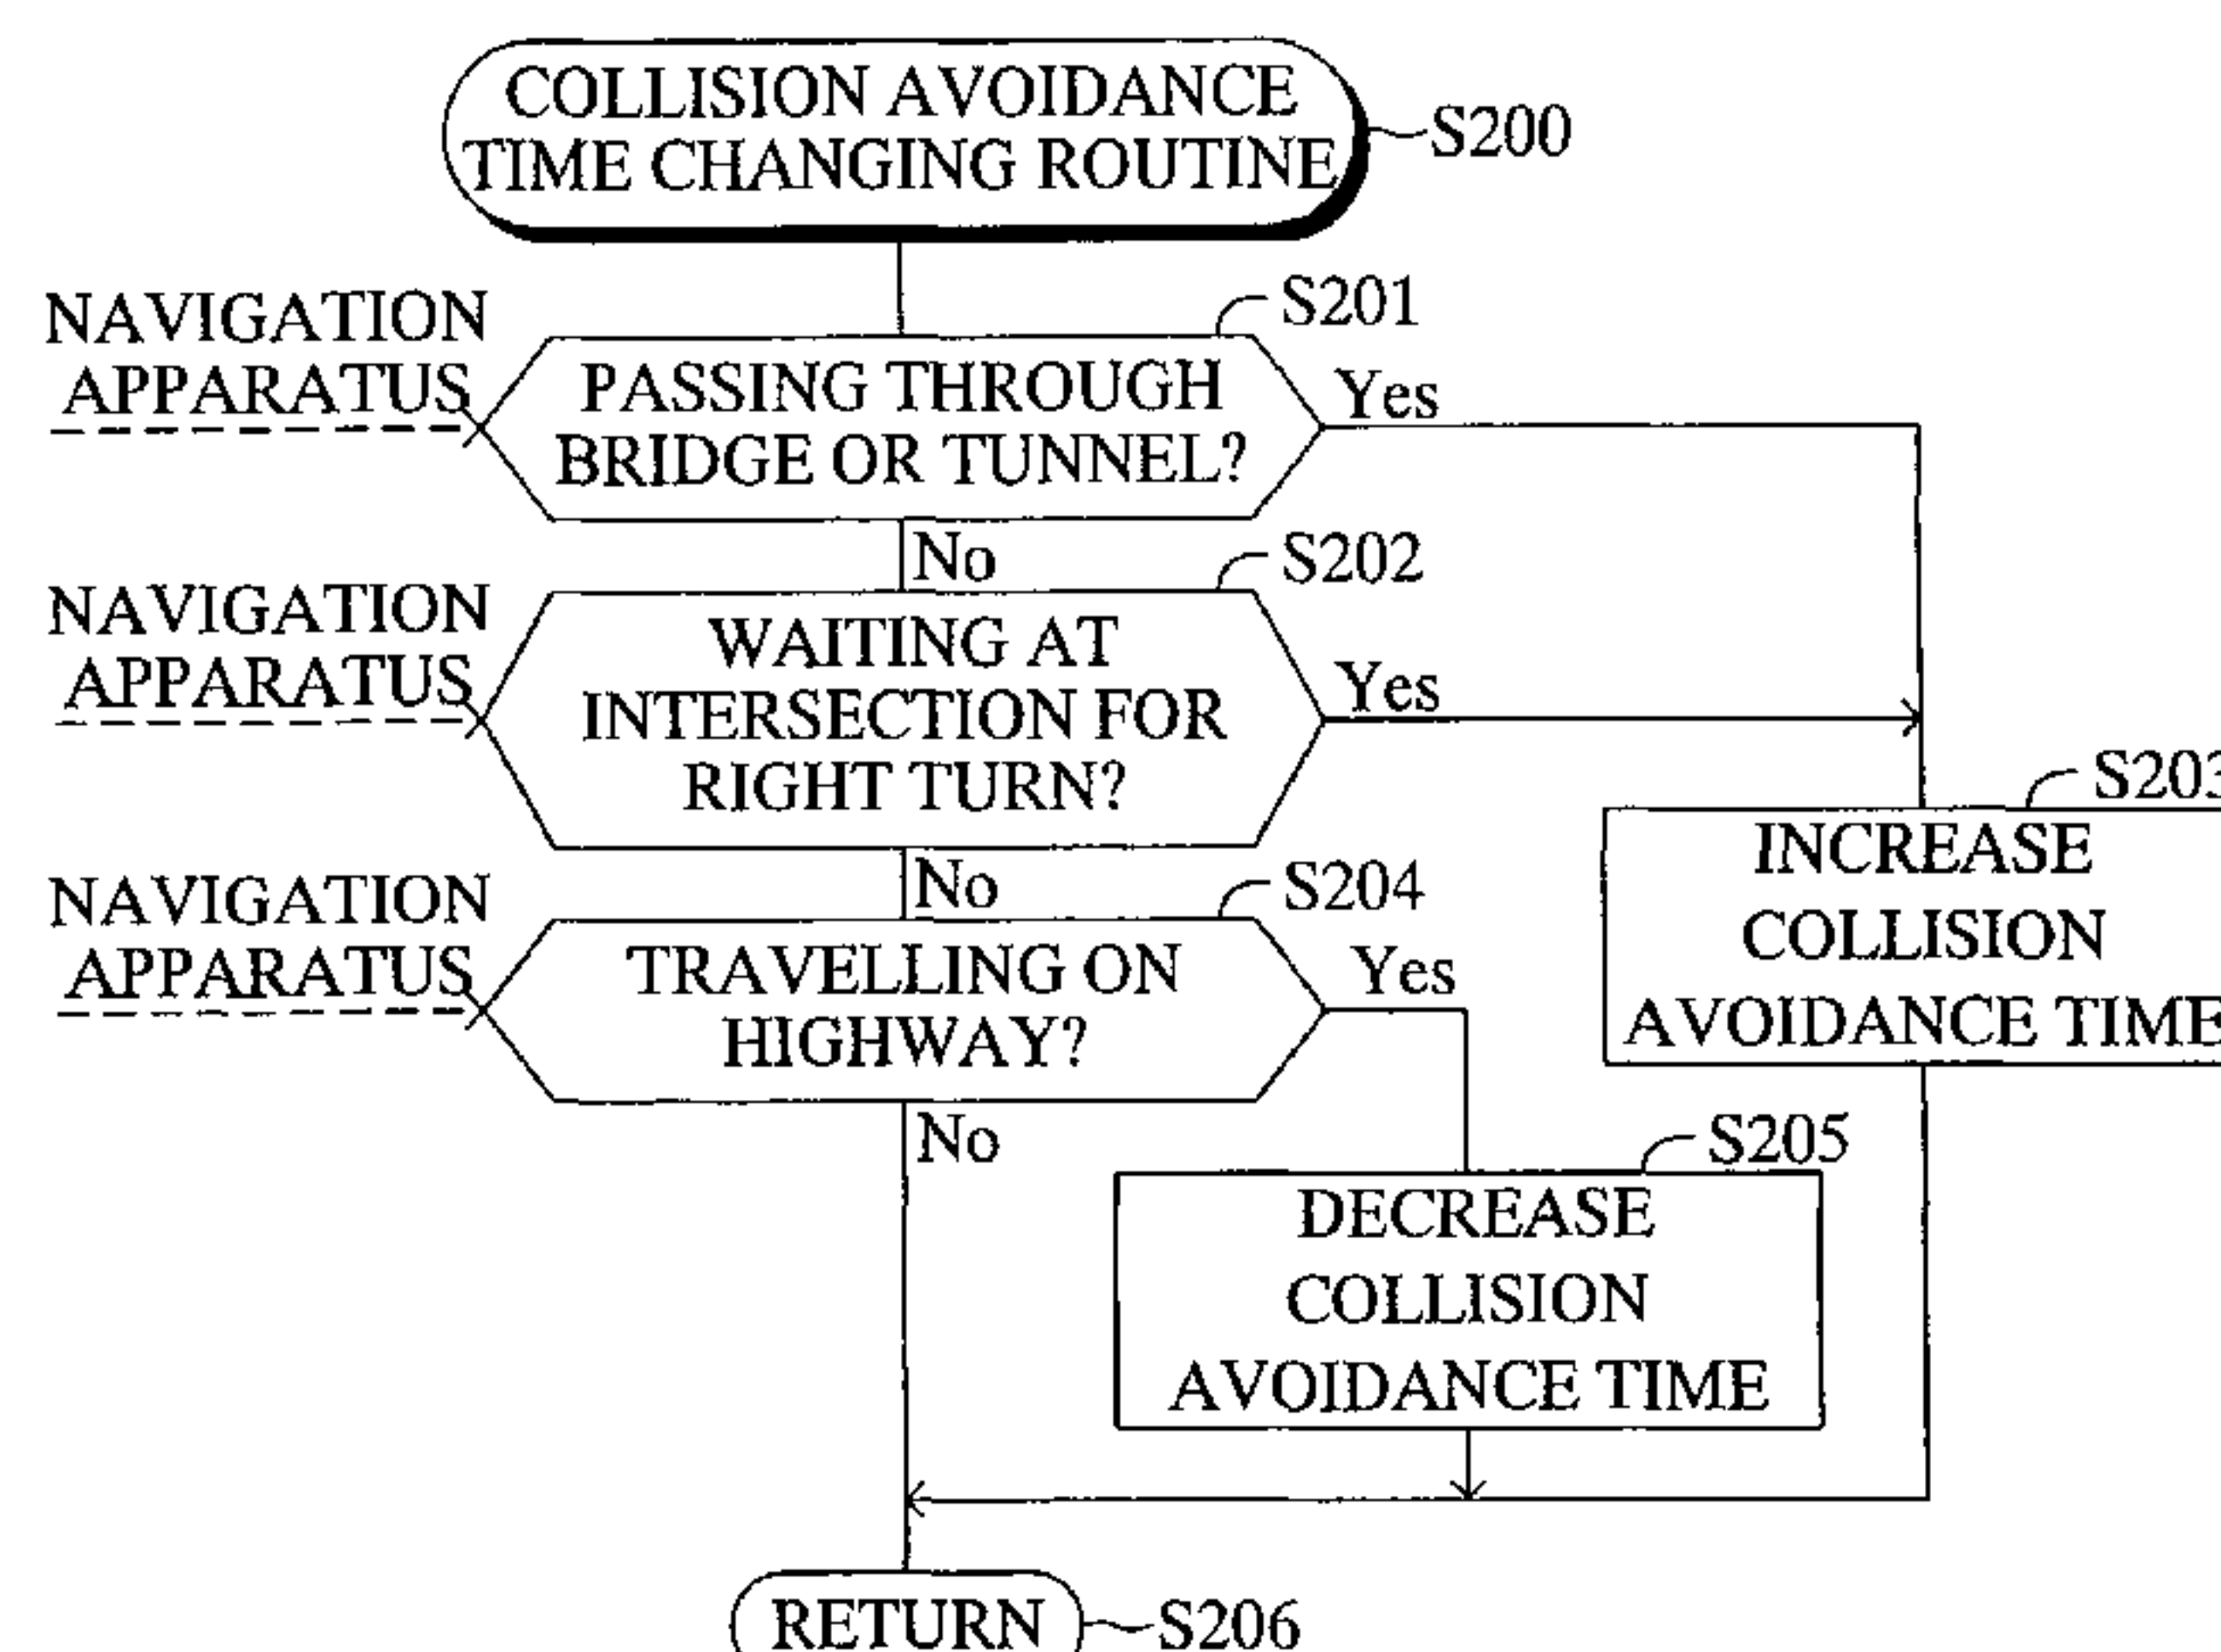 COLLISION AVOIDANCE
TIME CHANGING ROUTINE
S200
NAVIGATION
APPARATUS
S201
PASSING THROUGH
BRIDGE OR TUNNEL?
Yes
No
NAVIGATION
APPARATUS
S202
WAITING AT
INTERSECTION FOR
RIGHT TURN?
Yes
No
S203
INCREASE
COLLISION
AVOIDANCE TIME
NAVIGATION
APPARATUS
S204
TRAVELLING ON
HIGHWAY?
Yes
No
S205
DECREASE
COLLISION
AVOIDANCE TIME
RETURN
S206